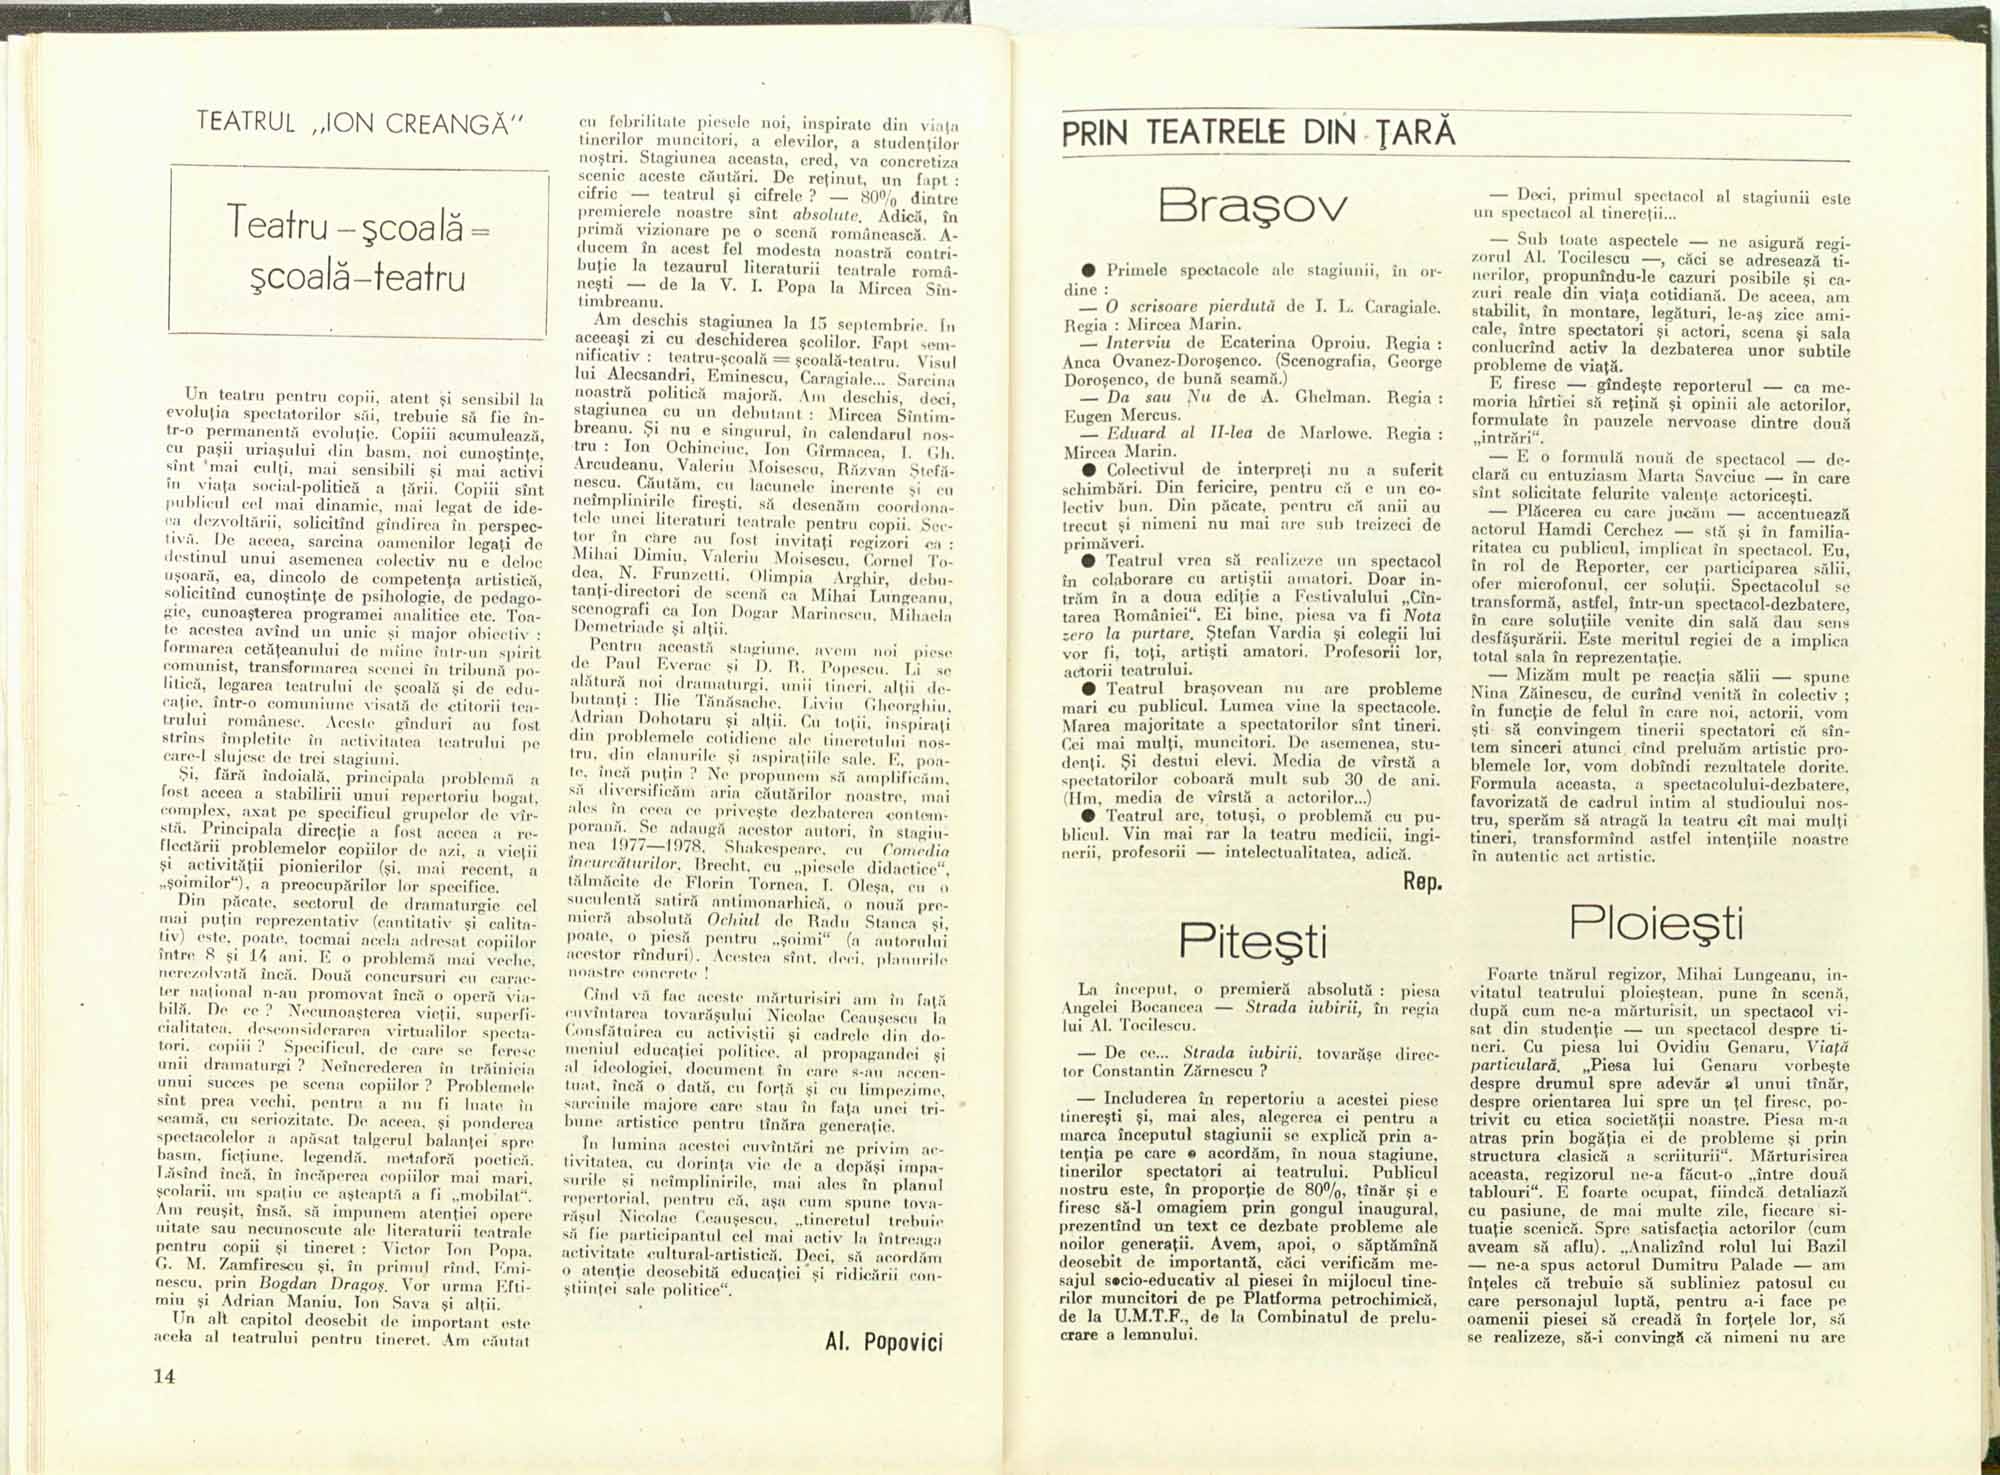 TEATRUL „ION CREANGĂ"
Teatru – şcoală =
şcoală–teatru
Un teatru pentru copii, atent şi sensibil la
evoluţia spectatorilor săi, trebuie să fie în-
tr-o permanentă evoluţie. Copiii acumulează,
cu paşii uriaşului din basm, noi cunoştinţe,
sînt mai culţi, mai sensibili şi mai activi
în viaţa social-politică a ţării. Copiii sînt
publicul cel mai dinamic, mai legat de ide-
ea dezvoltării, solicitînd gîndirea în perspec-
tivă. De aceea, sarcina oamenilor legaţi de
destinul unui asemenea colectiv nu e deloc
uşoară, ea, dincolo de competenţa artistică,
solicitînd cunoştinţe de psihologie, de pedago-
gie, cunoaşterea programei analitice etc. Toa-
te acestea avînd un unic şi major obiectiv :
formarea cetăţeanului de mîine într-un spirit
comunist, transformarea scenei în tribună po-
litică, legarea teatrului de şcoală şi de edu-
caţie, într-o comuniune visată de ctitorii tea-
trului românesc. Aceste gînduri au fost
strîns împletite în activitatea teatrului pe
care-l slujesc de trei stagiuni.
Şi, fără îndoială, principala problemă a
fost aceea a stabilirii unui repertoriu bogat,
complex, axat pe specificul grupelor de vîr-
stă. Principala direcţie a fost aceea a re-
flectării problemelor copiilor de azi, a vieţii
şi activităţii pionierilor (şi, mai recent, a
„şoimilor"), a preocupărilor lor specifice.
Din păcate, sectorul de dramaturgie cel
mai puţin reprezentativ (cantitativ şi calita-
tiv) este, poate, tocmai acela adresat copiilor
între 8 şi 14 ani. E o problemă mai veche,
nerezolvată încă. Două concursuri cu carac-
ter naţional n-au promovat încă o operă via-
bilă. De ce ? Necunoaşterea vieţii, superfi-
cialitatea, desconsiderarea virtualilor specta-
tori, copiii ? Specificul, de care se feresc
unii dramaturgi ? Neîncrederea în trăinicia
unui succes pe scena copiilor ? Problemele
sînt prea vechi, pentru a nu fi luate în
seamă, cu seriozitate. De aceea, şi ponderea
spectacolelor a apăsat talgerul balanţei spre
basm, ficţiune, legendă, metaforă poetică.
Lăsînd încă, în încăperea copiilor mai mari,
şcolarii, un spaţiu ce aşteaptă a fi „mobilat".
Am reuşit, însă, să impunem atenţiei opere
uitate sau necunoscute ale literaturii teatrale
pentru copii şi tineret : Victor Ion Popa,
G. M. Zamfirescu şi, în primul rînd, Emi-
nescu, prin Bogdan Dragoş. Vor urma Efti-
miu şi Adrian Maniu, Ion Sava şi alţii.
Un alt capitol deosebit de important este
acela al teatrului pentru tineret. Am căutat
14
cu febrilitate piesele noi, inspirate din viaţa
tinerilor muncitori, a elevilor, a studenţilor
noştri. Stagiunea aceasta, cred, va concretiza
scenic aceste căutări. De reţinut, un fapt :
cifric — teatrul şi cifrele ? — 80% dintre
premierele noastre sînt absolute. Adică, în
primă vizionare pe o scenă românească. A-
ducem în acest fel modesta noastră contri-
buţie la tezaurul literaturii teatrale româ-
neşti — de la V. I. Popa la Mircea Sîn-
timbreanu.
Am deschis stagiunea la 15 septembrie. In
aceeaşi zi cu deschiderea şcolilor. Fapt sem-
nificativ : teatru-şcoală = şcoală-teatru. Visul
lui Alecsandri, Eminescu, Caragiale... Sarcina
noastră politică majoră. Am deschis, deci,
stagiunea cu un debutant : Mircea Sîntim-
breanu. Şi nu e singurul, în calendarul nos-
tru : Ion Ochinciuc, Ion Gîrmacea, I. Gh.
Arcudeanu, Valeriu Moisescu, Răzvan Ştefă-
nescu. Căutăm, cu lacunele inerente şi cu
neîmplinirile fireşti, să desenăm coordona-
tele unei literaturi teatrale pentru copii. Sec-
tor în care au fost invitaţi regizori ca :
Mihai Dimiu, Valeriu Moisescu, Cornel To-
dea, N. Frunzetti, Olimpia Arghir, debu-
tanţi-directori de scenă ca Mihai Lungeanu,
scenografi ca Ion Dogar Marinescu, Mihaela
Demetriade şi alţii.
Pentru această stagiune, avem noi piese
de Paul Everac şi D. R. Popescu. Li se
alătură noi dramaturgi, unii tineri, alţii de-
butanţi : Ilie Tănăsache, Liviu Gheorghiu,
Adrian Dohotaru şi alţii. Cu toţii, inspiraţi
din problemele cotidiene ale tineretului nos-
tru, din elanurile şi aspiraţiile sale. E, poa-
te, încă puţin ? Ne propunem să amplificăm,
să diversificăm aria căutărilor noastre, mai
ales în ceea ce priveşte dezbaterea contem-
porană. Se adaugă acestor autori, în stagiu-
nea 1977—1978, Shakespeare, cu Comedia
încurcăturilor, Brecht, cu „piesele didactice",
tălmăcite de Florin Tornea, I. Oleşa, cu o
suculentă satiră antimonarhică, o nouă pre-
mieră absolută Ochiul de Radu Stanca şi,
poate, o piesă pentru „şoimi" (a autorului
acestor rînduri). Acestea sînt, deci, planurile
noastre concrete !
Cînd vă fac aceste mărturisiri am în faţă
cuvîntarea tovarăşului Nicolae Ceauşescu la
Consfătuirea cu activiştii şi cadrele din do-
meniul educaţiei politice, al propagandei şi
al ideologiei, document în care s-au accen-
tuat, încă o dată, cu forţă şi cu limpezime,
sarcinile majore care stau în faţa unei tri-
bune artistice pentru tînăra generaţie.
În lumina acestei cuvîntări ne privim ac-
tivitatea, cu dorinţa vie de a depăşi impa-
surile şi neîmplinirile, mai ales în planul
repertorial, pentru că, aşa cum spune tova-
răşul Nicolae Ceauşescu, „tineretul trebuie
să fie participantul cel mai activ la întreaga
activitate cultural-artistică. Deci, să acordăm
o atenţie deosebită educaţiei şi ridicării con-
ştiinţei sale politice".
Al. Popovici
PRIN TEATRELE DIN ŢARĂ
Braşov
● Primele spectacole ale stagiunii, în or-
dine :
— O scrisoare pierdută de I. L. Caragiale.
Regia : Mircea Marin.
— Interviu de Ecaterina Oproiu. Regia :
Anca Ovanez-Doroşenco. (Scenografia, George
Doroşenco, de bună seamă.)
— Da sau Nu de A. Ghelman. Regia :
Eugen Mercus.
— Eduard al II-lea de Marlowe. Regia :
Mircea Marin.
● Colectivul de interpreţi nu a suferit
schimbări. Din fericire, pentru că e un co-
lectiv bun. Din păcate, pentru că anii au
trecut şi nimeni nu mai are sub treizeci de
primăveri.
● Teatrul vrea să realizeze un spectacol
în colaborare cu artiştii amatori. Doar in-
trăm în a doua ediţie a Festivalului „Cîn-
tarea României". Ei bine, piesa va fi Nota
zero la purtare. Ştefan Vardia şi colegii lui
vor fi, toţi, artişti amatori. Profesorii lor,
actorii teatrului.
● Teatrul braşovean nu are probleme
mari cu publicul. Lumea vine la spectacole.
Marea majoritate a spectatorilor sînt tineri.
Cei mai mulţi, muncitori. De asemenea, stu-
denţi. Şi destui elevi. Media de vîrstă a
spectatorilor coboară mult sub 30 de ani.
(Hm, media de vîrstă a actorilor...)
● Teatrul are, totuşi, o problemă cu pu-
blicul. Vin mai rar la teatru medicii, ingi-
nerii, profesorii — intelectualitatea, adică.
Rep.
Piteşti
La început, o premieră absolută : piesa
Angelei Bocancea — Strada iubirii, în regia
lui Al. Tocilescu.
— De ce... Strada iubirii, tovarăşe direc-
tor Constantin Zărnescu ?
— Includerea în repertoriu a acestei piese
tinereşti şi, mai ales, alegerea ei pentru a
marca începutul stagiunii se explică prin a-
tenţia pe care o acordăm, în noua stagiune,
tinerilor spectatori ai teatrului. Publicul
nostru este, în proporţie de 80%, tînăr şi e
firesc să-l omagiem prin gongul inaugural,
prezentînd un text ce dezbate probleme ale
noilor generaţii. Avem, apoi, o săptămînă
deosebit de importantă, căci verificăm me-
sajul socio-educativ al piesei în mijlocul tine-
rilor muncitori de pe Platforma petrochimică,
de la U.M.T.F., de la Combinatul de prelu-
crare a lemnului.
— Deci, primul spectacol al stagiunii este
un spectacol al tinereţii...
— Sub toate aspectele — ne asigură regi-
zorul Al. Tocilescu —, căci se adresează ti-
nerilor, propunîndu-le cazuri posibile şi ca-
zuri reale din viaţa cotidiană. De aceea, am
stabilit, în montare, legături, le-aş zice ami-
cale, între spectatori şi actori, scena şi sala
conlucrînd activ la dezbaterea unor subtile
probleme de viaţă.
E firesc — gîndeşte reporterul — ca me-
moria hîrtiei să reţină şi opinii ale actorilor,
formulate în pauzele nervoase dintre două
„intrări".
— E o formulă nouă de spectacol — de-
clară cu entuziasm Marta Savciuc — în care
sînt solicitate felurite valenţe actoriceşti.
— Plăcerea cu care jucăm — accentuează
actorul Hamdi Cerchez — stă şi în familia-
ritatea cu publicul, implicat în spectacol. Eu,
în rol de Reporter, cer participarea sălii,
ofer microfonul, cer soluţii. Spectacolul se
transformă, astfel, într-un spectacol-dezbatere,
în care soluţiile venite din sală dau sens
desfăşurării. Este meritul regiei de a implica
total sala în reprezentaţie.
— Mizăm mult pe reacţia sălii — spune
Nina Zăinescu, de curînd venită în colectiv ;
în funcţie de felul în care noi, actorii, vom
şti să convingem tinerii spectatori că sîn-
tem sinceri atunci cînd preluăm artistic pro-
blemele lor, vom dobîndi rezultatele dorite.
Formula aceasta, a spectacolului-dezbatere,
favorizată de cadrul intim al studioului nos-
tru, sperăm să atragă la teatru cît mai mulţi
tineri, transformînd astfel intenţiile noastre
în autentic act artistic.
Ploieşti
Foarte tnărul regizor, Mihai Lungeanu, in-
vitatul teatrului ploieştean, pune în scenă,
după cum ne-a mărturisit, un spectacol vi-
sat din studenţie — un spectacol despre ti-
neri. Cu piesa lui Ovidiu Genaru, Viaţă
particulară. „Piesa lui Genaru vorbeşte
despre drumul spre adevăr al unui tînăr,
despre orientarea lui spre un ţel firesc, po-
trivit cu etica societăţii noastre. Piesa m-a
atras prin bogăţia ei de probleme şi prin
structura clasică a scriiturii". Mărturisirea
aceasta, regizorul ne-a făcut-o „între două
tablouri". E foarte ocupat, fiindcă detaliază
cu pasiune, de mai multe zile, fiecare si-
tuaţie scenică. Spre satisfacţia actorilor (cum
aveam să aflu). „Analizînd rolul lui Bazil
— ne-a spus actorul Dumitru Palade — am
înţeles că trebuie să subliniez patosul cu
care personajul luptă, pentru a-i face pe
oamenii piesei să creadă în forţele lor, să
se realizeze, să-i convingă că nimeni nu are